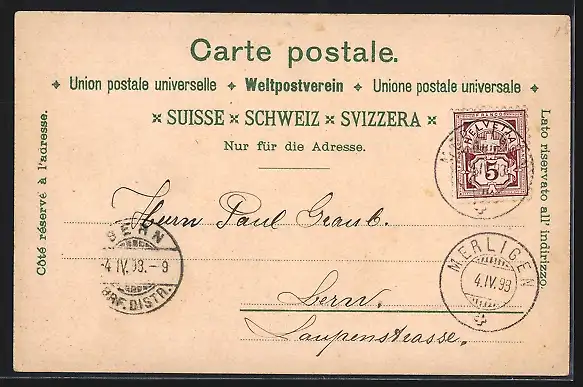 Carte postale.
Union postale universelle ✦ Weltpostverein ✦ Unione postale universale
SUISSE × SCHWEIZ × SVIZZERA
Nur für die Adresse.
Côté réservé à l'adresse.
Lato riservato all' indirizzo.
HELVETIA
5
Herrn Paul Graub.
BERN
-4.IV.98.-9
BRF. DISTR.
MERLIGEN
4.IV.98
Bern.
Laupenstrasse.